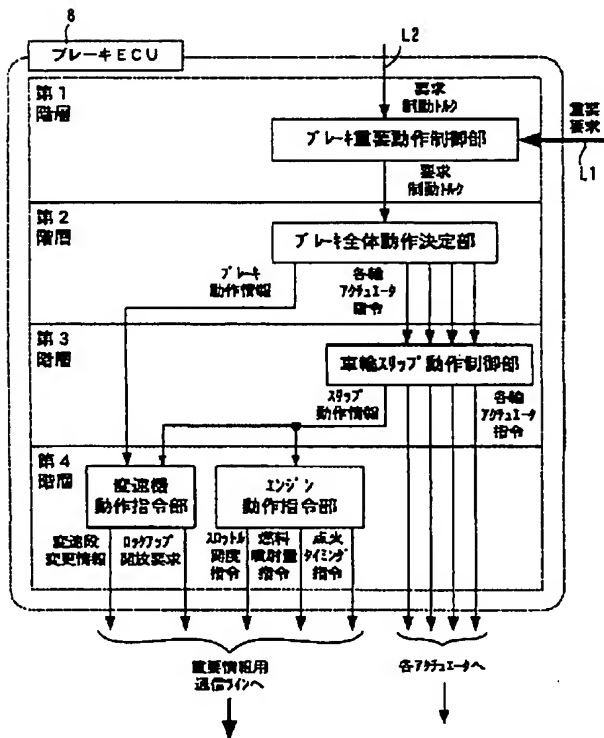 8
ブレーキECU
L2
第1
階層
要求
制動トルク
ブレーキ重要動作制御部
重要
要求
L1
要求
制動トルク
第2
階層
ブレーキ全体動作決定部
ブレーキ
動作情報
各輪
アクチュエータ
指令
第3
階層
車輪スリップ動作制御部
スリップ
動作情報
各輪
アクチュエータ
指令
第4
階層
変速機
動作指令部
エンジン
動作指令部
変速段
変更情報
ロックアップ
開放要求
スロットル
開度
指令
燃料
噴射量
指令
点火
タイミング
指令
重要情報用
通信ラインへ
各アクチュエータへ